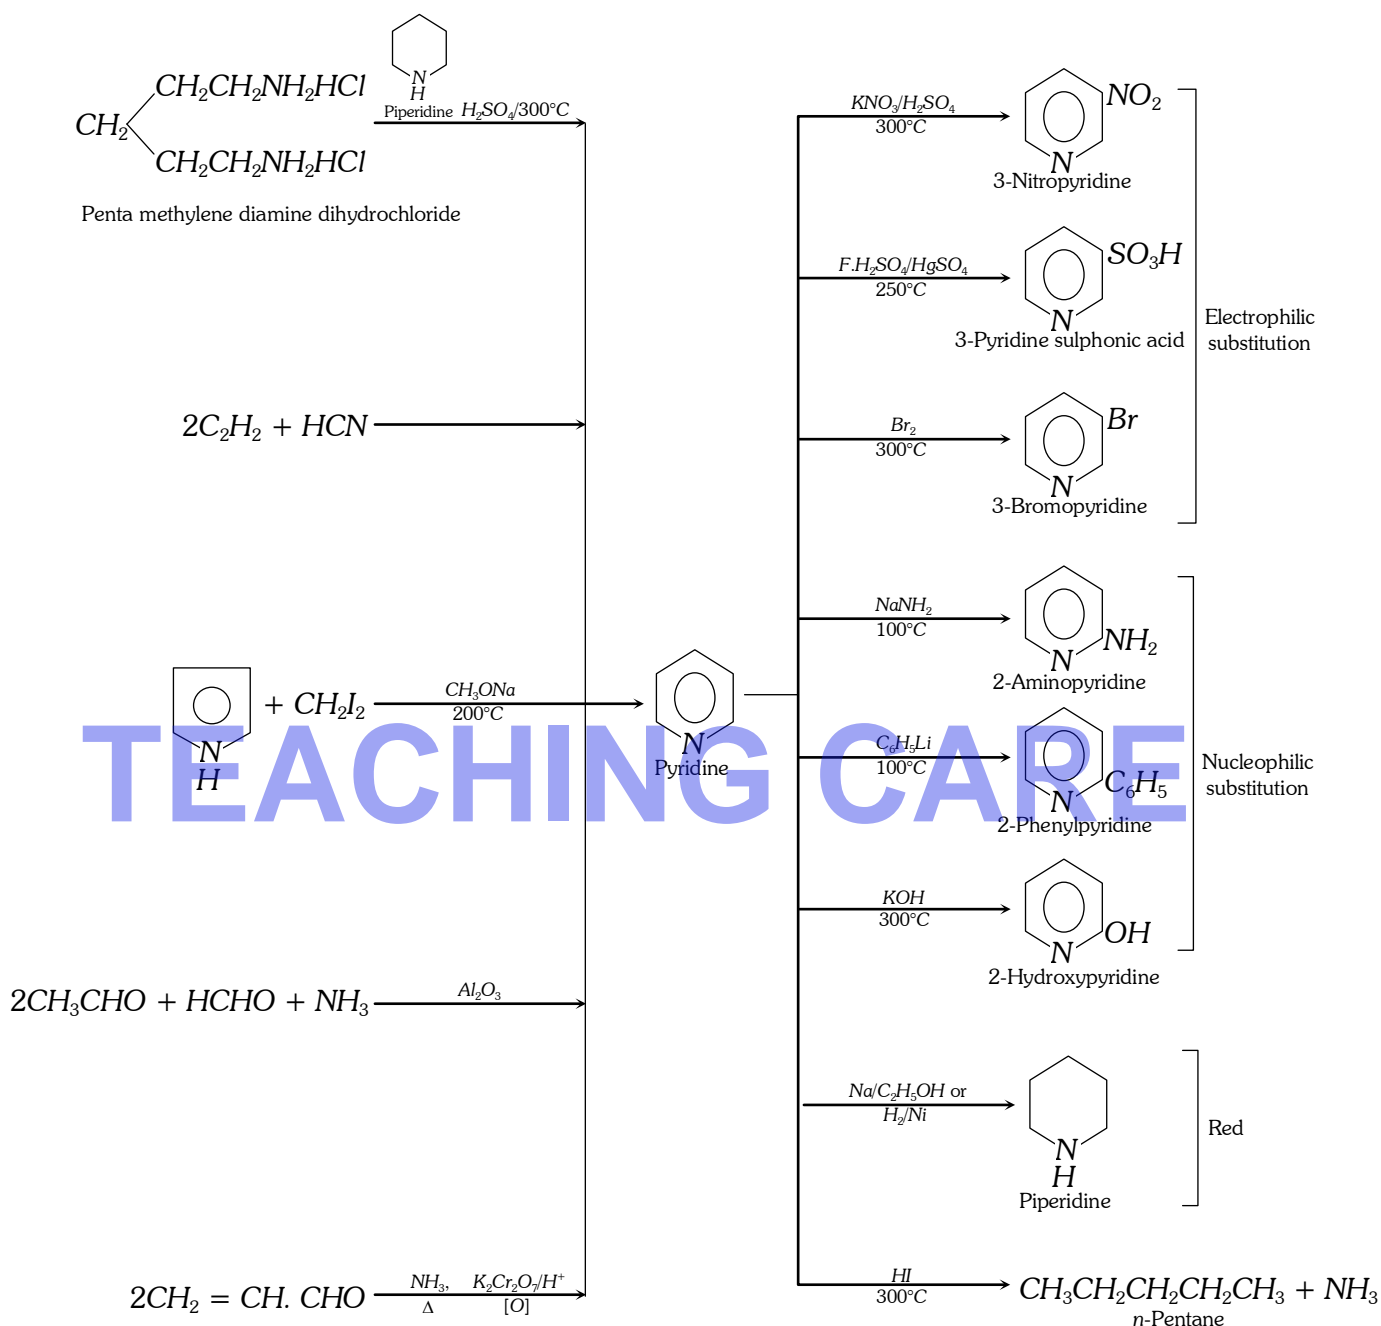 N
H
Piperidine H₂SO₄/300°C
CH₂CH₂NH₂HCl
CH₂
CH₂CH₂NH₂HCl
Penta methylene diamine dihydrochloride
2C₂H₂ + HCN
N
H
+ CH₂I₂
CH₃ONa
200°C
N
Pyridine
2CH₃CHO + HCHO + NH₃
Al₂O₃
2CH₂ = CH. CHO
NH₃, K₂Cr₂O₇/H⁺
Δ [O]
KNO₃/H₂SO₄
300°C
NO₂
N
3-Nitropyridine
F.H₂SO₄/HgSO₄
250°C
SO₃H
N
3-Pyridine sulphonic acid
Br₂
300°C
Br
N
3-Bromopyridine
Electrophilic
substitution
NaNH₂
100°C
NH₂
N
2-Aminopyridine
C₆H₅Li
100°C
C₆H₅
N
2-Phenylpyridine
KOH
300°C
OH
N
2-Hydroxypyridine
Nucleophilic
substitution
Na/C₂H₅OH or
H₂/Ni
N
H
Piperidine
Red
HI
300°C
CH₃CH₂CH₂CH₂CH₃ + NH₃
n-Pentane
TEACHING CARE